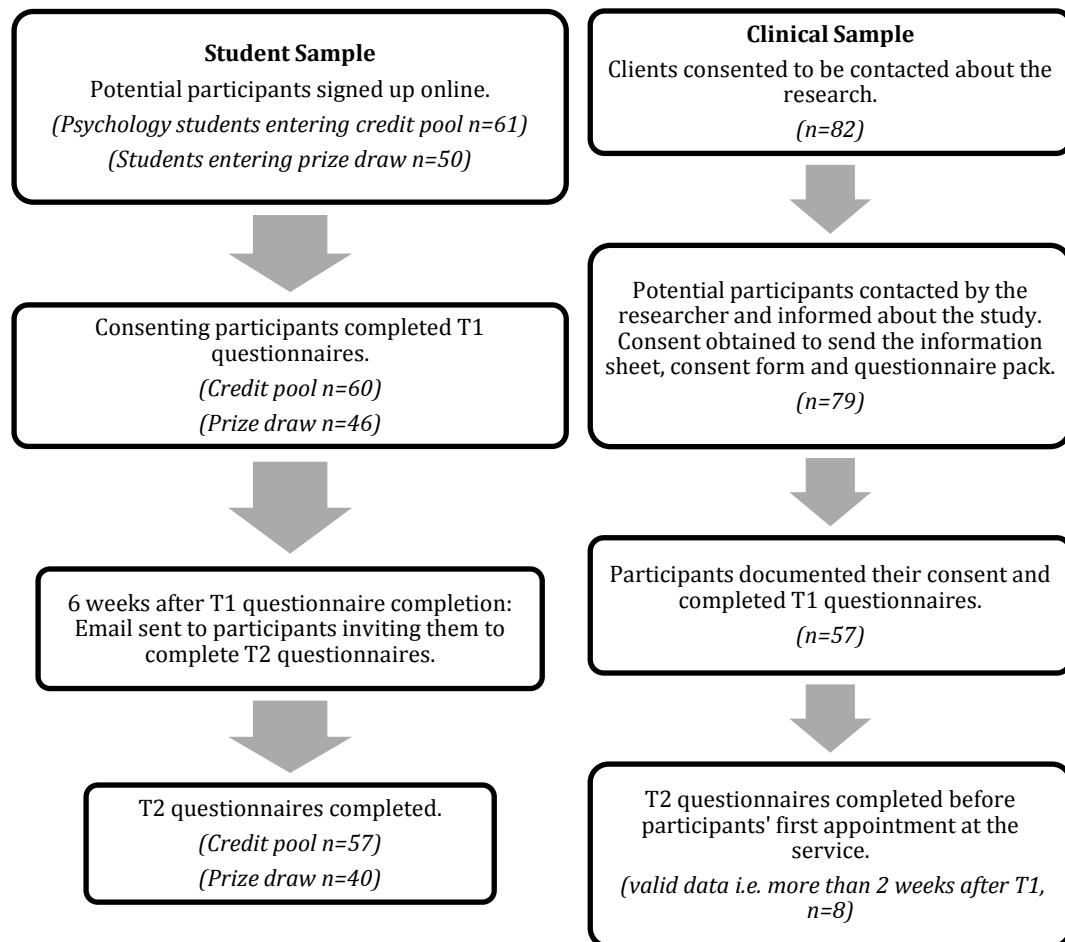 Student Sample
Potential participants signed up online.
(Psychology students entering credit pool n=61)
(Students entering prize draw n=50)
Consenting participants completed T1
questionnaires.
(Credit pool n=60)
(Prize draw n=46)
6 weeks after T1 questionnaire completion:
Email sent to participants inviting them to
complete T2 questionnaires.
T2 questionnaires completed.
(Credit pool n=57)
(Prize draw n=40)
Clinical Sample
Clients consented to be contacted about the
research.
(n=82)
Potential participants contacted by the
researcher and informed about the study.
Consent obtained to send the information
sheet, consent form and questionnaire pack.
(n=79)
Participants documented their consent and
completed T1 questionnaires.
(n=57)
T2 questionnaires completed before
participants' first appointment at the
service.
(valid data i.e. more than 2 weeks after T1,
n=8)